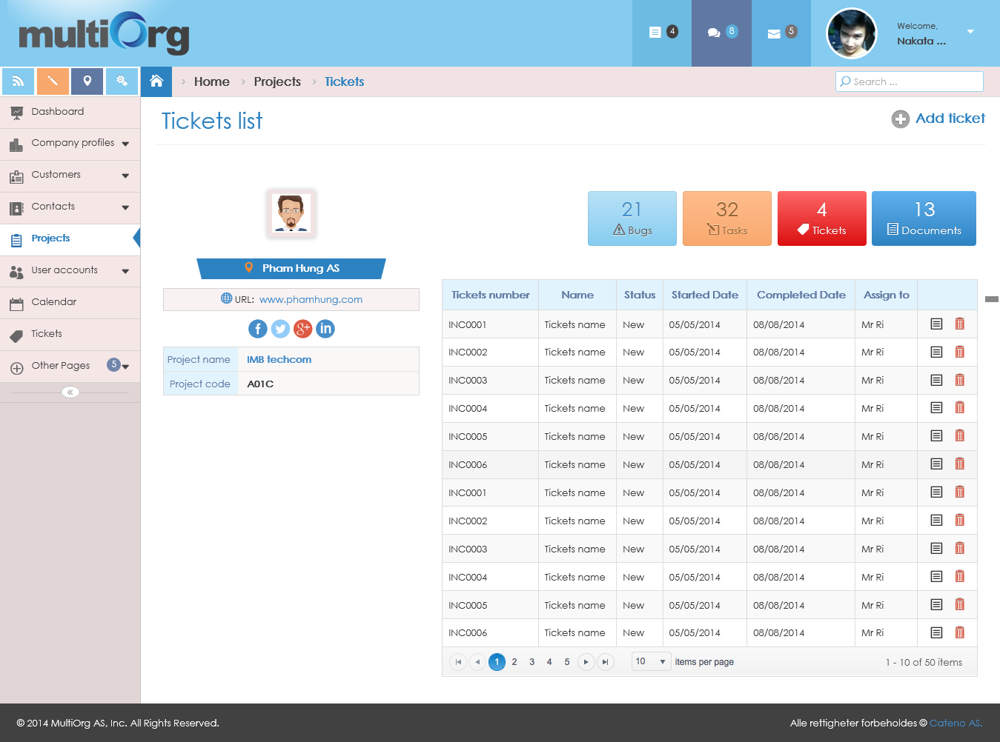 multiOrg
4
8
5
Welcome,
Nakata ...
Home
Projects
Tickets
Search ...
Dashboard
Company profiles
Customers
Contacts
Projects
User accounts
Calendar
Tickets
Other Pages 5
Tickets list
Add ticket
Pham Hung AS
URL: www.phamhung.com
Project name IMB techcom
Project code A01C
21
Bugs
32
Tasks
4
Tickets
13
Documents
Tickets number Name Status Started Date Completed Date Assign to
INC0001 Tickets name New 05/05/2014 08/08/2014 Mr Ri
INC0002 Tickets name New 05/05/2014 08/08/2014 Mr Ri
INC0003 Tickets name New 05/05/2014 08/08/2014 Mr Ri
INC0004 Tickets name New 05/05/2014 08/08/2014 Mr Ri
INC0005 Tickets name New 05/05/2014 08/08/2014 Mr Ri
INC0006 Tickets name New 05/05/2014 08/08/2014 Mr Ri
INC0001 Tickets name New 05/05/2014 08/08/2014 Mr Ri
INC0002 Tickets name New 05/05/2014 08/08/2014 Mr Ri
INC0003 Tickets name New 05/05/2014 08/08/2014 Mr Ri
INC0004 Tickets name New 05/05/2014 08/08/2014 Mr Ri
INC0005 Tickets name New 05/05/2014 08/08/2014 Mr Ri
INC0006 Tickets name New 05/05/2014 08/08/2014 Mr Ri
1 2 3 4 5 10 items per page 1 - 10 of 50 items
© 2014 MultiOrg AS, Inc. All Rights Reserved.
Alle rettigheter forbeholdes © Cateno AS.